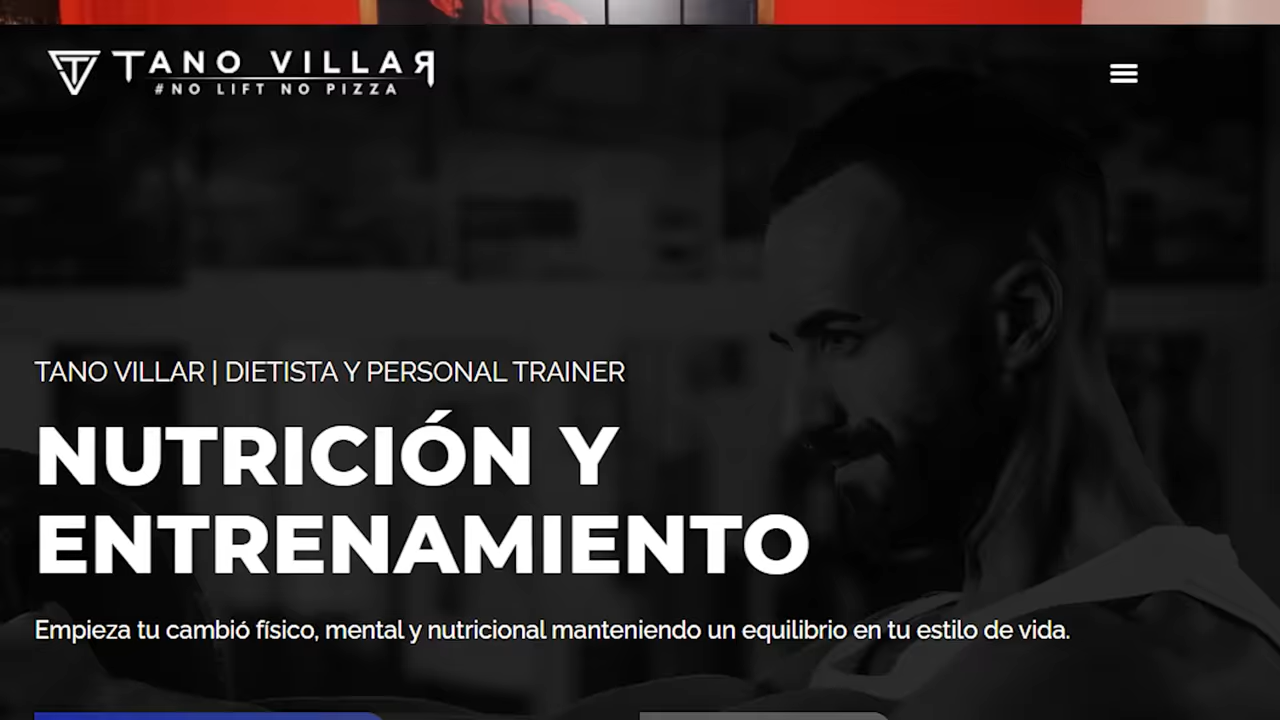 TANO VILLAR
#NO LIFT NO PIZZA
TANO VILLAR | DIETISTA Y PERSONAL TRAINER
NUTRICIÓN Y
ENTRENAMIENTO
Empieza tu cambió físico, mental y nutricional manteniendo un equilibrio en tu estilo de vida.